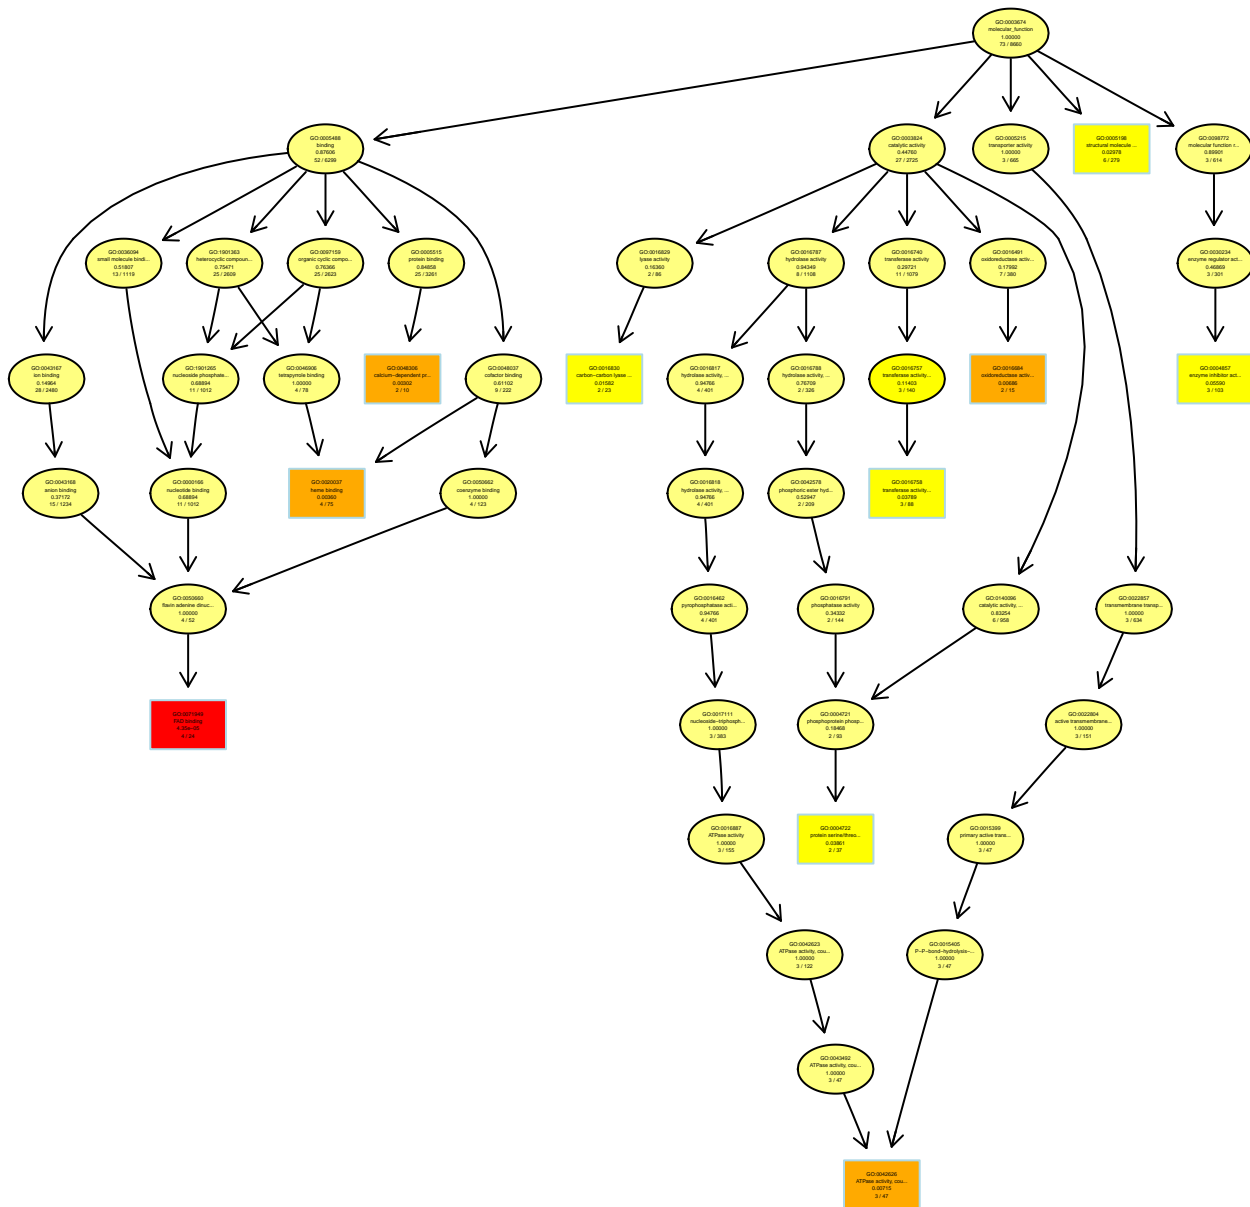 GO:0003674
molecular_function
1.00000
73 / 8660
GO:0005488
binding
0.87606
52 / 6299
GO:0003824
catalytic activity
0.44760
27 / 2725
GO:0005215
transporter activity
1.00000
3 / 665
GO:0005198
structural molecule ...
0.02978
6 / 279
GO:0098772
molecular function r...
0.89901
3 / 614
GO:0036094
small molecule bindi...
0.51807
13 / 1119
GO:1901363
heterocyclic compoun...
0.75471
25 / 2609
GO:0097159
organic cyclic compo...
0.76366
25 / 2623
GO:0005515
protein binding
0.84858
25 / 3261
GO:0016829
lyase activity
0.16360
2 / 86
GO:0016787
hydrolase activity
0.94349
8 / 1108
GO:0016740
transferase activity
0.29721
11 / 1079
GO:0016491
oxidoreductase activ...
0.17992
7 / 380
GO:0030234
enzyme regulator act...
0.46869
3 / 301
GO:0043167
ion binding
0.14964
28 / 2480
GO:1901265
nucleoside phosphate...
0.68894
11 / 1012
GO:0046906
tetrapyrrole binding
1.00000
4 / 78
GO:0048306
calcium−dependent pr...
0.00302
2 / 10
GO:0048037
cofactor binding
0.61102
9 / 222
GO:0016830
carbon−carbon lyase ...
0.01582
2 / 23
GO:0016817
hydrolase activity, ...
0.94766
4 / 401
GO:0016788
hydrolase activity, ...
0.76709
2 / 326
GO:0016757
transferase activity...
0.11403
3 / 140
GO:0016684
oxidoreductase activ...
0.00686
2 / 15
GO:0004857
enzyme inhibitor act...
0.05590
3 / 103
GO:0043168
anion binding
0.37172
15 / 1234
GO:0000166
nucleotide binding
0.68894
11 / 1012
GO:0020037
heme binding
0.00360
4 / 75
GO:0050662
coenzyme binding
1.00000
4 / 123
GO:0016818
hydrolase activity, ...
0.94766
4 / 401
GO:0042578
phosphoric ester hyd...
0.52947
2 / 209
GO:0016758
transferase activity...
0.03789
3 / 88
GO:0050660
flavin adenine dinuc...
1.00000
4 / 52
GO:0016462
pyrophosphatase acti...
0.94766
4 / 401
GO:0016791
phosphatase activity
0.34332
2 / 144
GO:0140096
catalytic activity, ...
0.83254
6 / 958
GO:0022857
transmembrane transp...
1.00000
3 / 634
GO:0071949
FAD binding
4.35e−05
4 / 24
GO:0017111
nucleoside−triphosph...
1.00000
3 / 383
GO:0004721
phosphoprotein phosp...
0.18468
2 / 93
GO:0022804
active transmembrane...
1.00000
3 / 151
GO:0016887
ATPase activity
1.00000
3 / 155
GO:0004722
protein serine/threo...
0.03861
2 / 37
GO:0015399
primary active trans...
1.00000
3 / 47
GO:0042623
ATPase activity, cou...
1.00000
3 / 122
GO:0015405
P−P−bond−hydrolysis−...
1.00000
3 / 47
GO:0043492
ATPase activity, cou...
1.00000
3 / 47
GO:0042626
ATPase activity, cou...
0.00715
3 / 47